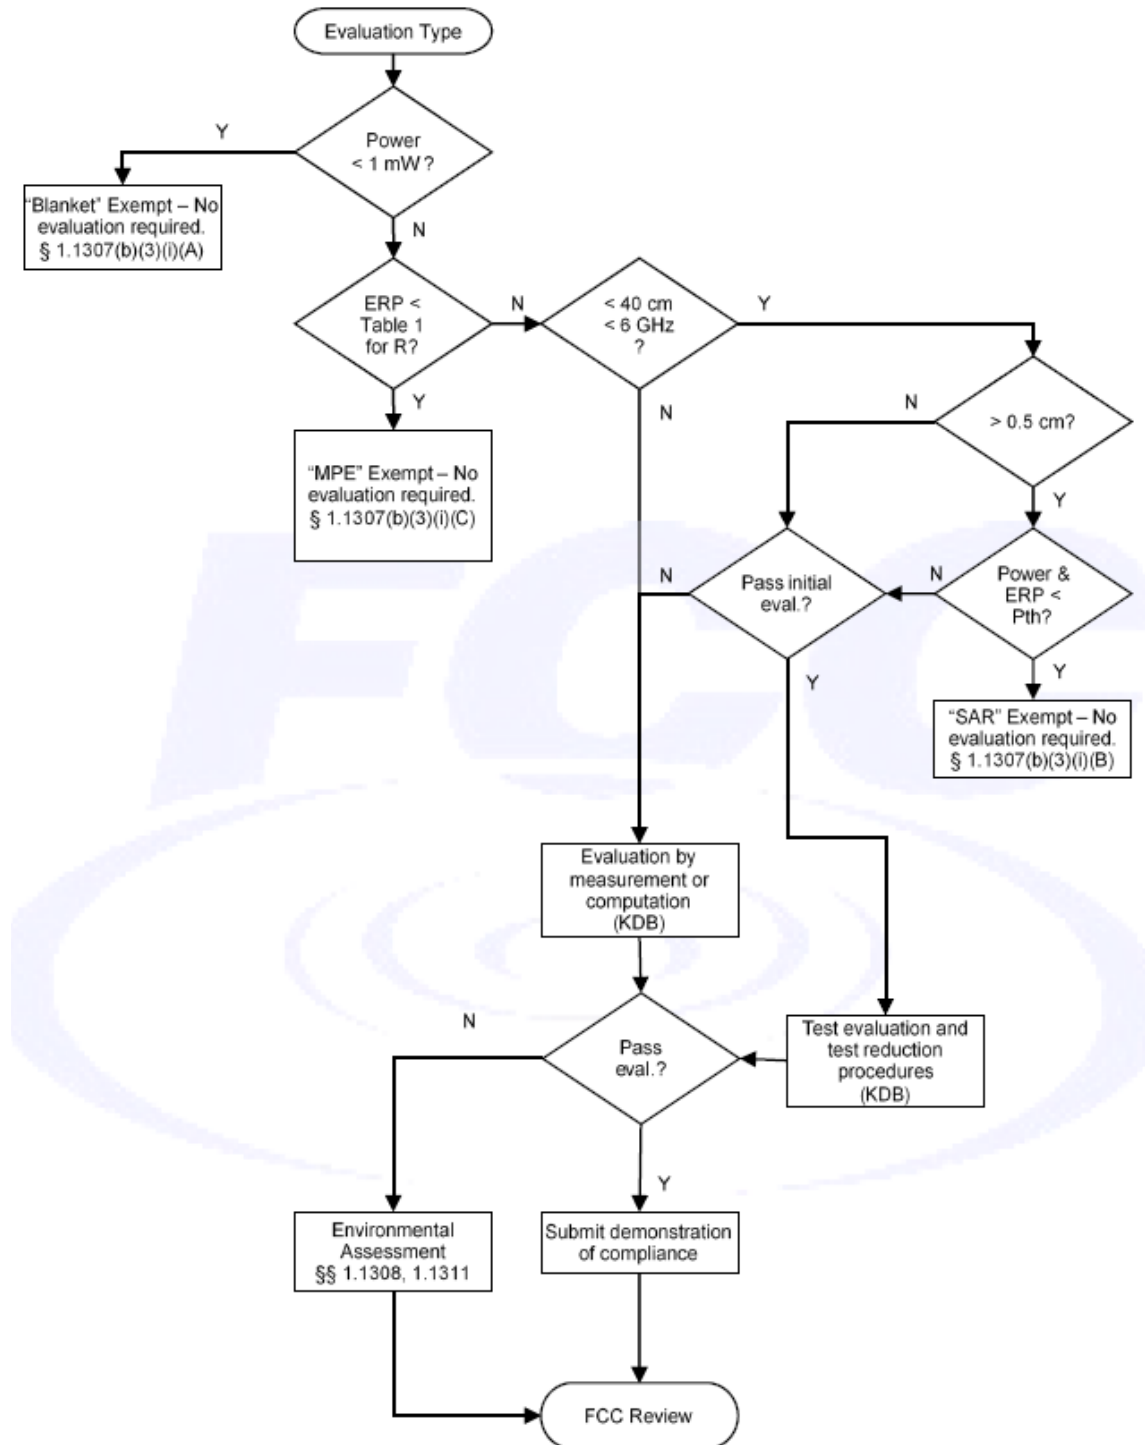 Evaluation Type
Y
Power
< 1 mW ?
"Blanket" Exempt – No
evaluation required.
§ 1.1307(b)(3)(i)(A)
N
ERP <
Table 1
for R?
N
< 40 cm
< 6 GHz
?
Y
Y
N
N
> 0.5 cm?
"MPE" Exempt – No
evaluation required.
§ 1.1307(b)(3)(i)(C)
Y
N
Pass initial
eval.?
N
Power &
ERP <
Pth?
Y
Y
"SAR" Exempt – No
evaluation required.
§ 1.1307(b)(3)(i)(B)
FCC
Evaluation by
measurement or
computation
(KDB)
N
Pass
eval.?
Test evaluation and
test reduction
procedures
(KDB)
Y
Environmental
Assessment
§§ 1.1308, 1.1311
Submit demonstration
of compliance
FCC Review